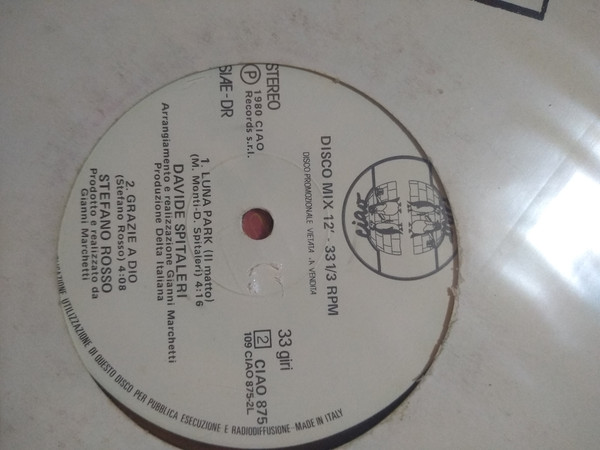 DISCO MIX 12' - 33 1/3 RPM
DISCO PROMOZIONALE VIETATA VENDITA
STEREO
℗ 1980 CIAO
Records s.r.l.
SIAE-DR
33 giri
2 CIAO 875
109 CIAO 875-2L
1. LUNA PARK (Il matto)
(M. Monti-D. Spitaleri) 4:16
DAVIDE SPITALERI
Arrangiamento e realizzazione Gianni Marchetti
Produzione Delta Italiana
2. GRAZIE A DIO
(Stefano Rosso) 4:08
STEFANO ROSSO
Prodotto e realizzato da
Gianni Marchetti
UTILIZZAZIONE DI QUESTO DISCO PER PUBBLICA ESECUZIONE E RADIODIFFUSIONE - MADE IN ITALY